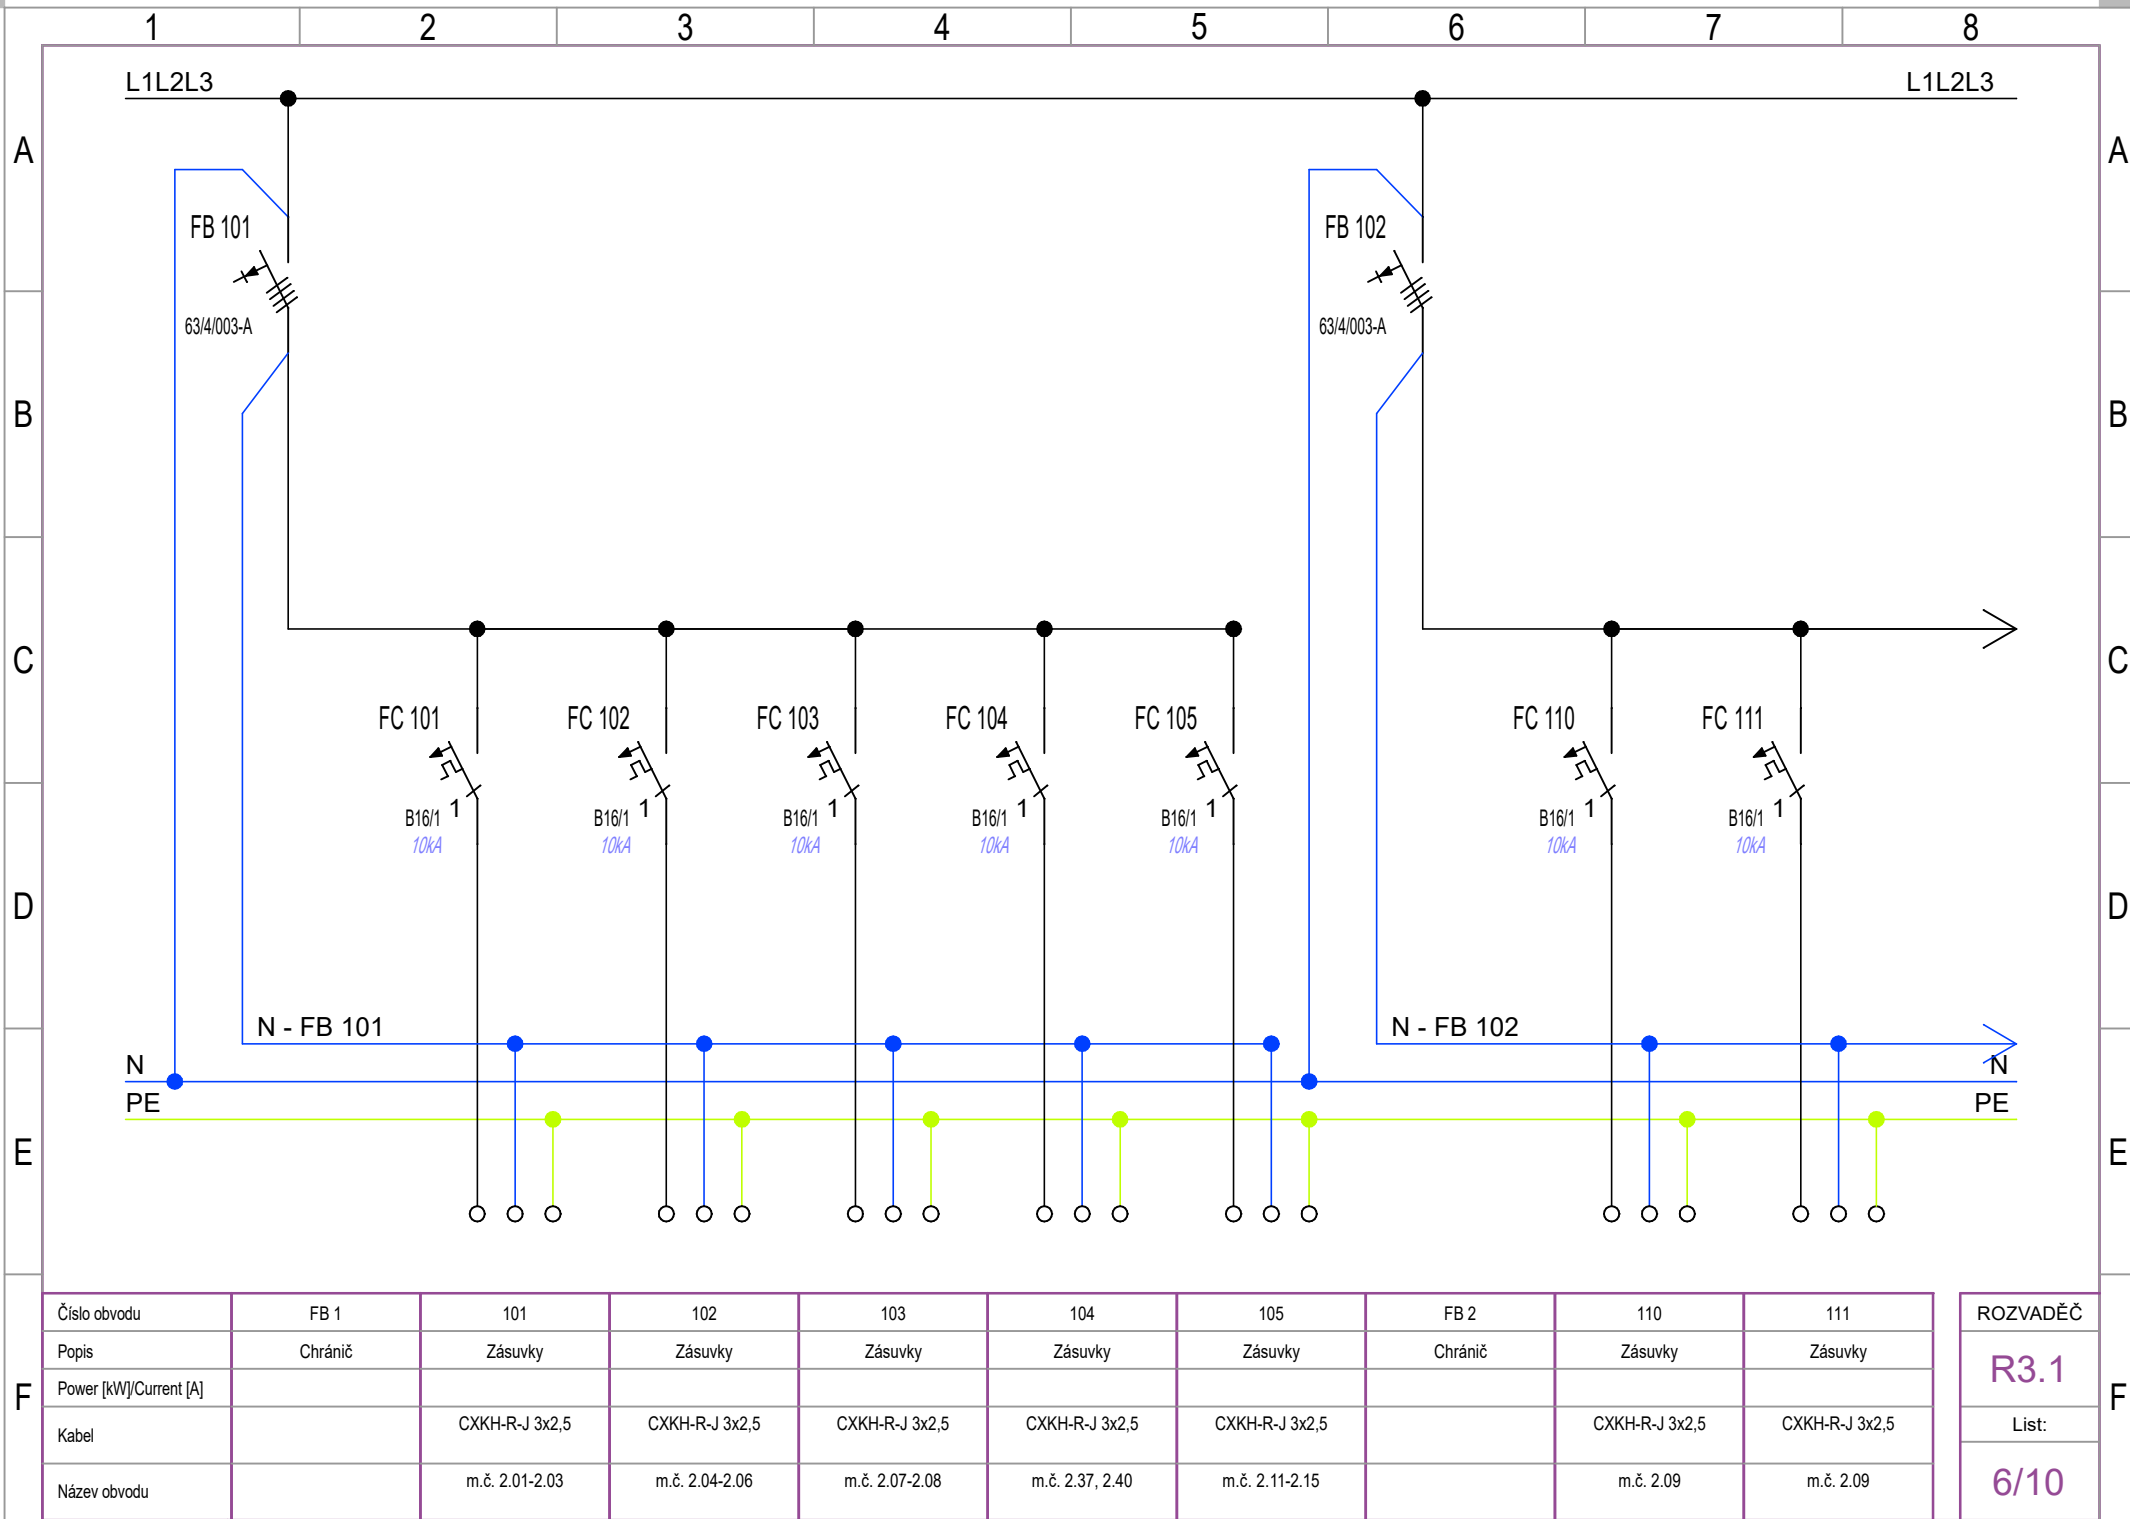 1 2 3 4 5 6 7 8
L1L2L3 L1L2L3
A A
FB 101 FB 102
63/4/003-A 63/4/003-A
B B
C C
FC 101 FC 102 FC 103 FC 104 FC 105 FC 110 FC 111
1 1 1 1 1 1 1
B16/1 B16/1 B16/1 B16/1 B16/1 B16/1 B16/1
10kA 10kA 10kA 10kA 10kA 10kA 10kA
D D
N - FB 101 N - FB 102
N N
PE PE
E E
Číslo obvodu FB 1 101 102 103 104 105 FB 2 110 111
Popis Chránič Zásuvky Zásuvky Zásuvky Zásuvky Zásuvky Chránič Zásuvky Zásuvky
Power [kW]/Current [A]
Kabel CXKH-R-J 3x2,5 CXKH-R-J 3x2,5 CXKH-R-J 3x2,5 CXKH-R-J 3x2,5 CXKH-R-J 3x2,5 CXKH-R-J 3x2,5 CXKH-R-J 3x2,5
Název obvodu m.č. 2.01-2.03 m.č. 2.04-2.06 m.č. 2.07-2.08 m.č. 2.37, 2.40 m.č. 2.11-2.15 m.č. 2.09 m.č. 2.09
F F
ROZVADĚČ
R3.1
List:
6/10